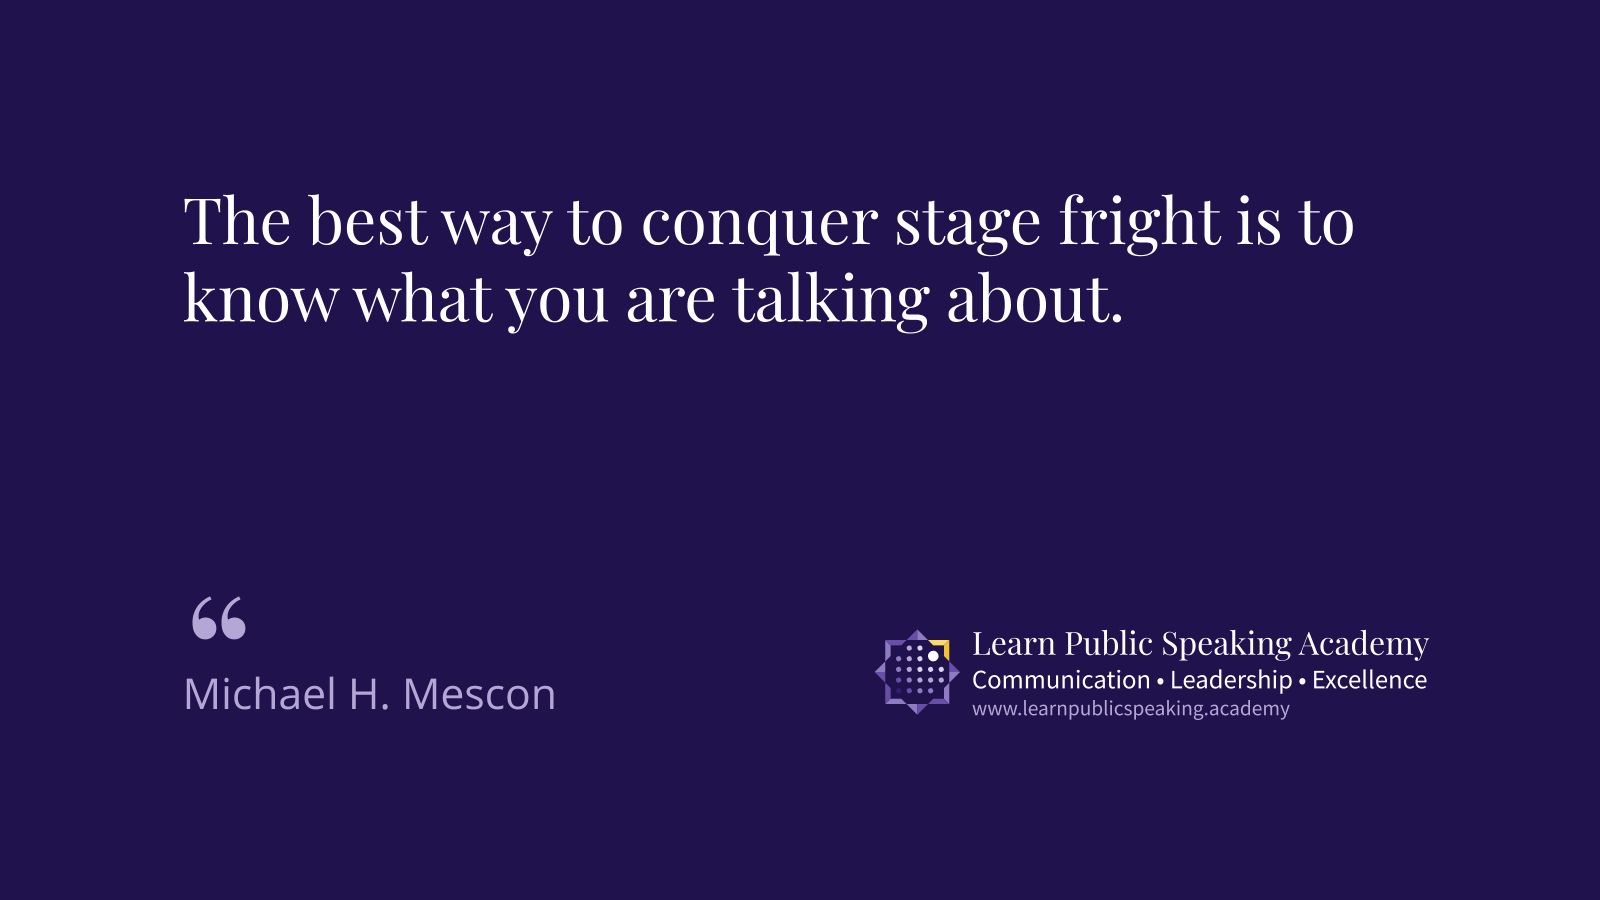 The best way to conquer stage fright is to
know what you are talking about.
“
Michael H. Mescon
Learn Public Speaking Academy
Communication • Leadership • Excellence
www.learnpublicspeaking.academy